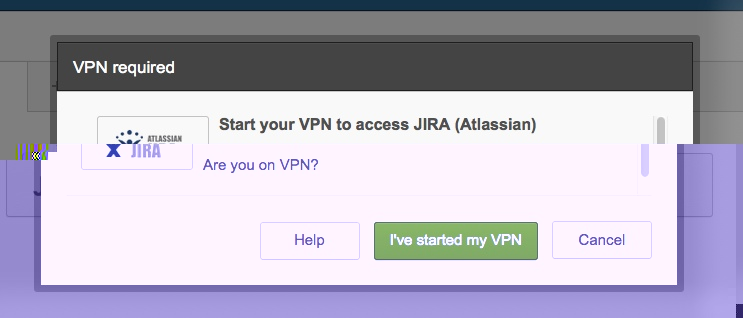 VPN required
Start your VPN to access JIRA (Atlassian)
ATLASSIAN
JIRA
Are you on VPN?
Help
I've started my VPN
Cancel